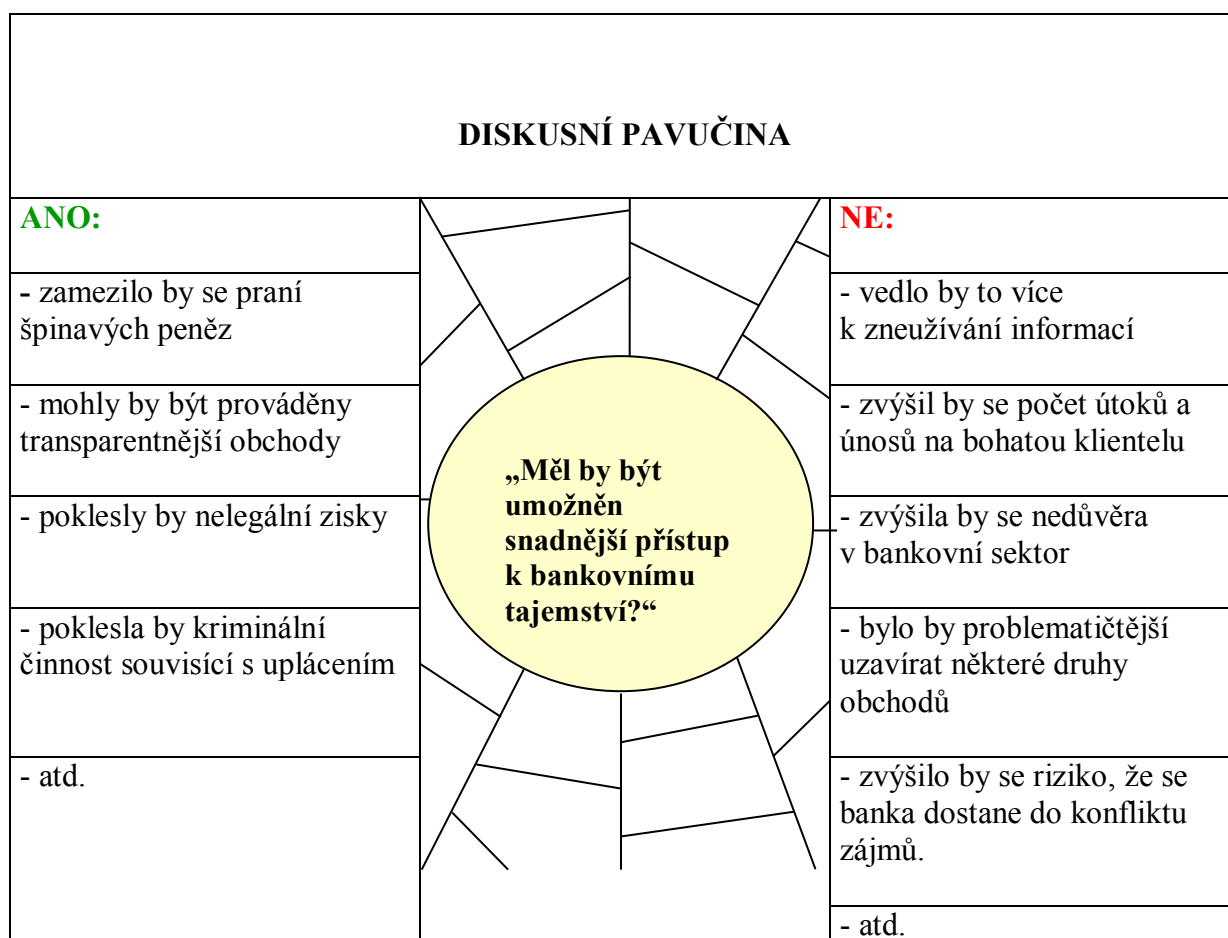 DISKUSNÍ PAVUČINA
ANO:
- zamezilo by se praní
špinavých peněz
- mohly by být prováděny
transparentnější obchody
- poklesly by nelegální zisky
- poklesla by kriminální
činnost souvisící s uplácením
- atd.
„Měl by být
umožněn
snadnější přístup
k bankovnímu
tajemství?“
NE:
- vedlo by to více
k zneužívání informací
- zvýšil by se počet útoků a
únosů na bohatou klientelu
- zvýšila by se nedůvěra
v bankovní sektor
- bylo by problematičtější
uzavírat některé druhy
obchodů
- zvýšilo by se riziko, že se
banka dostane do konfliktu
zájmů.
- atd.